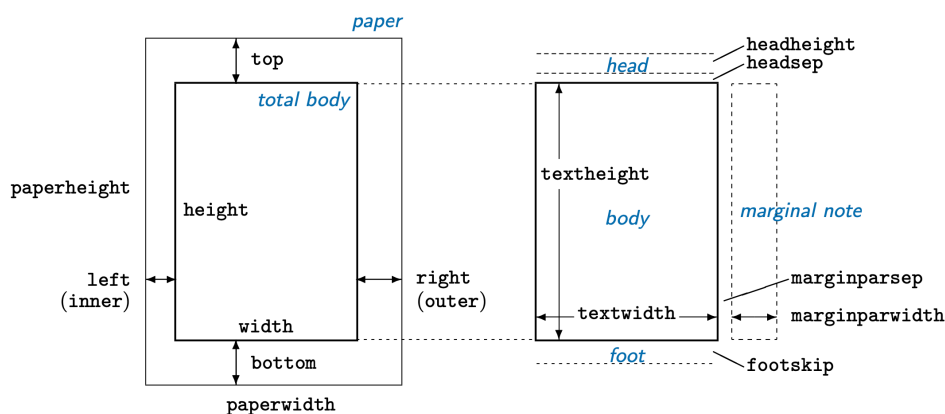 paper
top
total body
paperheight
height
left
(inner)
right
(outer)
width
bottom
paperwidth
headheight
head
headsep
textheight
body
marginal note
marginparsep
textwidth
marginparwidth
foot
footskip